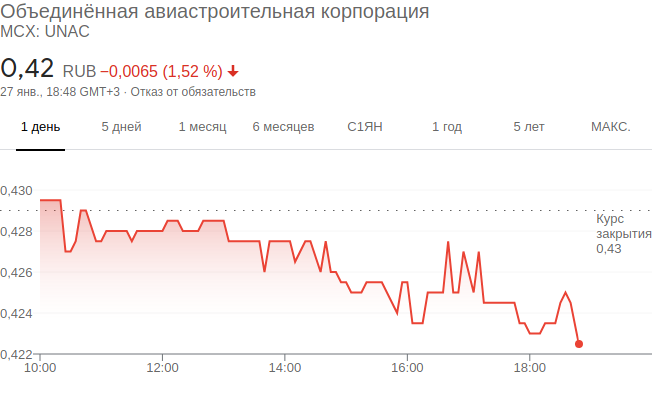 Объединённая авиастроительная корпорация
MCX: UNAC
0,42 RUB −0,0065 (1,52 %)
27 янв., 18:48 GMT+3 · Отказ от обязательств
1 день 5 дней 1 месяц 6 месяцев С1ЯН 1 год 5 лет МАКС.
0,430
Курс
закрытия
0,43
0,428
0,426
0,424
0,422
10:00 12:00 14:00 16:00 18:00